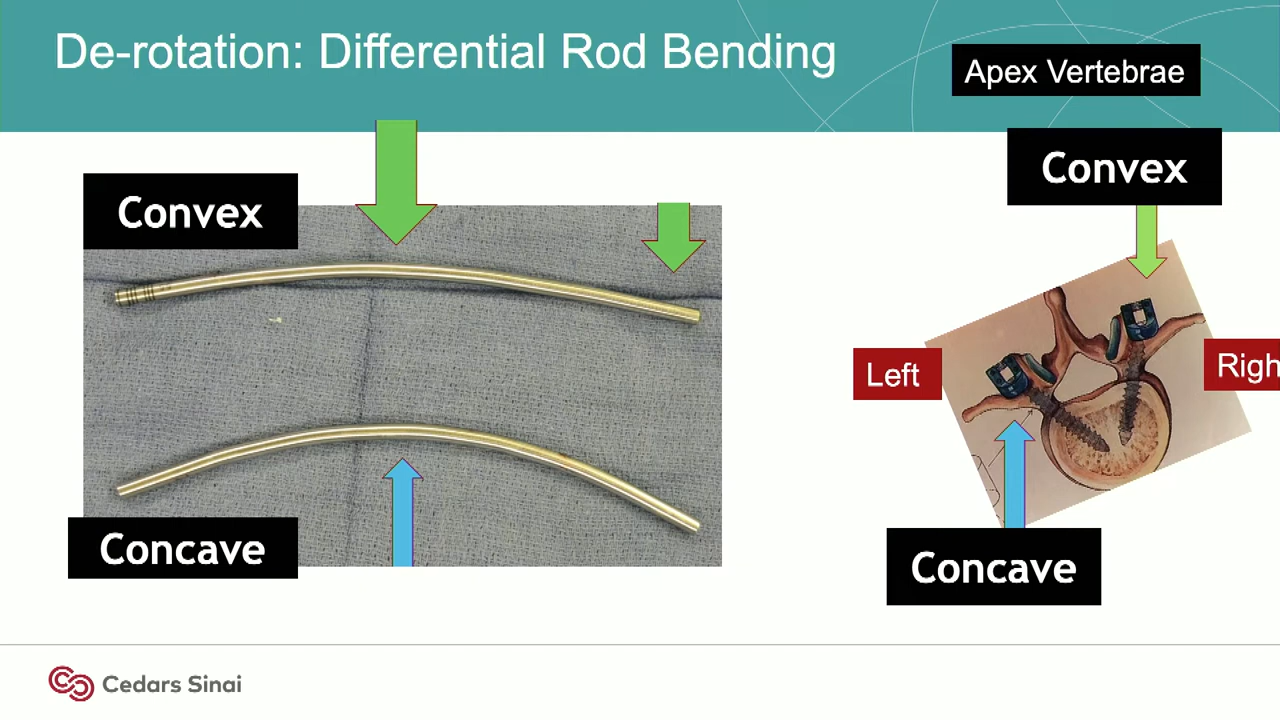 De-rotation: Differential Rod Bending
Apex Vertebrae
Convex
Convex
Left
Righ
Concave
Concave
Cedars Sinai